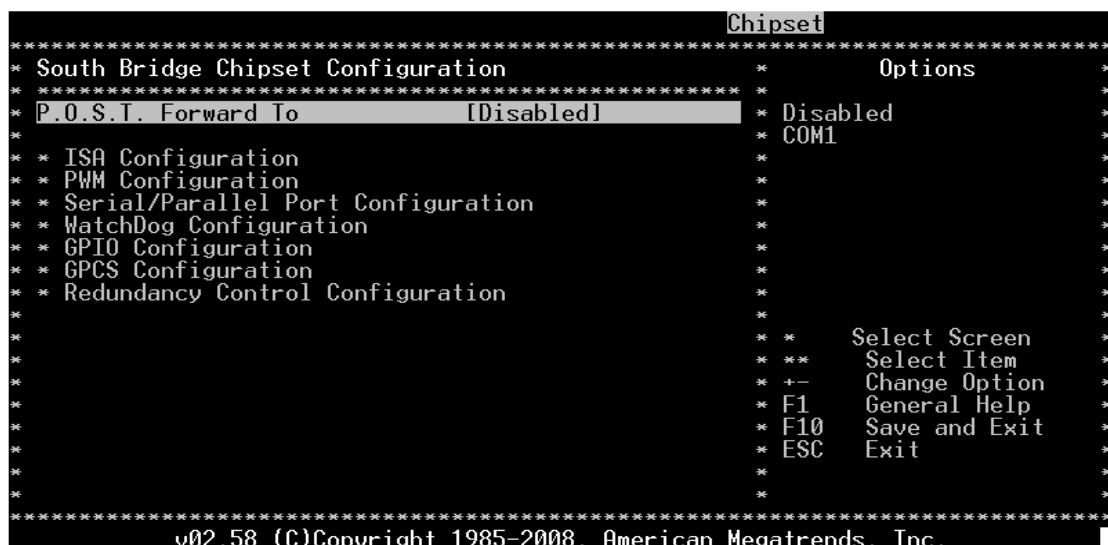 Chipset
South Bridge Chipset Configuration
Options
P.O.S.T. Forward To [Disabled]
Disabled
COM1
* ISA Configuration
* PWM Configuration
* Serial/Parallel Port Configuration
* WatchDog Configuration
* GPIO Configuration
* GPCS Configuration
* Redundancy Control Configuration
* Select Screen
** Select Item
+- Change Option
F1 General Help
F10 Save and Exit
ESC Exit
v02.58 (C)Copyright 1985-2008, American Megatrends, Inc.